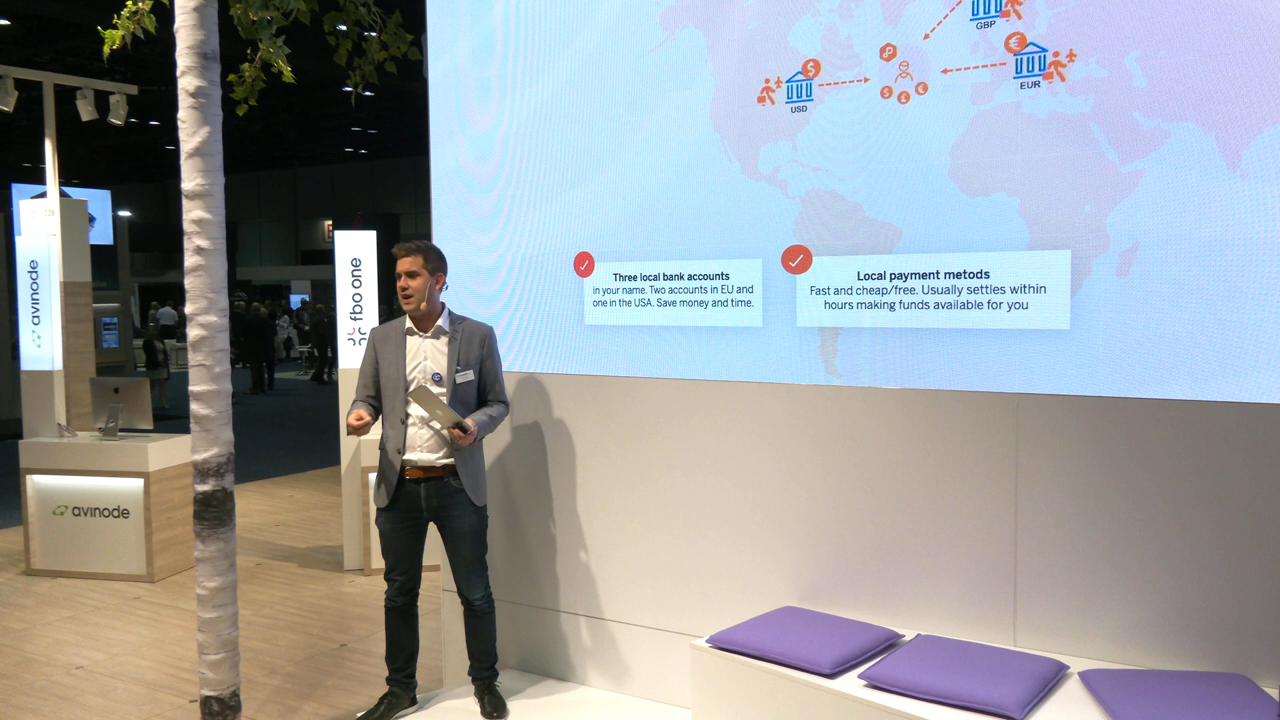 GBP
$
€
EUR
USD
$
£
€
Three local bank accounts
in your name. Two accounts in EU and
one in the USA. Save money and time.
Local payment metods
Fast and cheap/free. Usually settles within
hours making funds available for you
avinode
fbo one
avinode